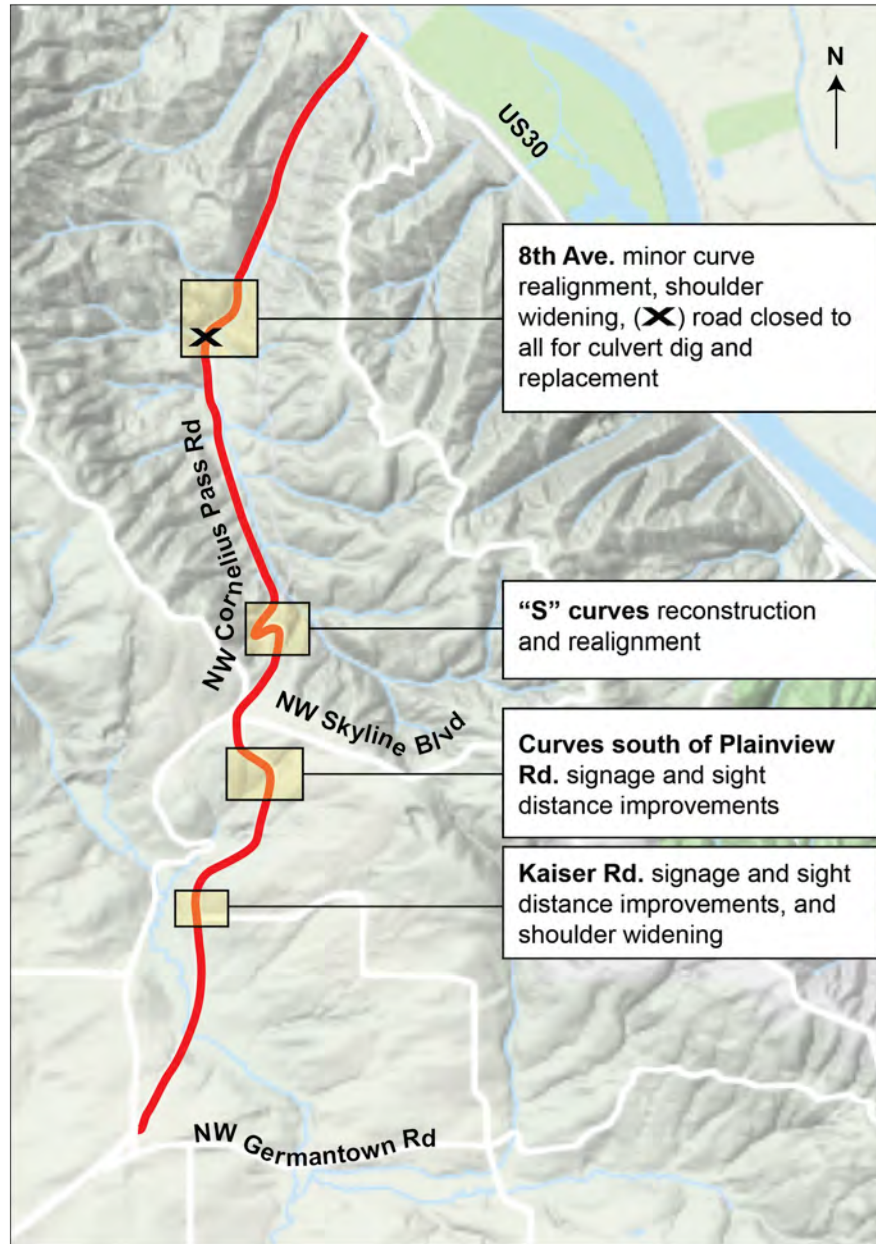 N
US30
8th Ave. minor curve
realignment, shoulder
widening, (X) road closed to
all for culvert dig and
replacement
X
NW Cornelius Pass Rd
“S” curves reconstruction
and realignment
NW Skyline Blvd
Curves south of Plainview
Rd. signage and sight
distance improvements
Kaiser Rd. signage and sight
distance improvements, and
shoulder widening
NW Germantown Rd